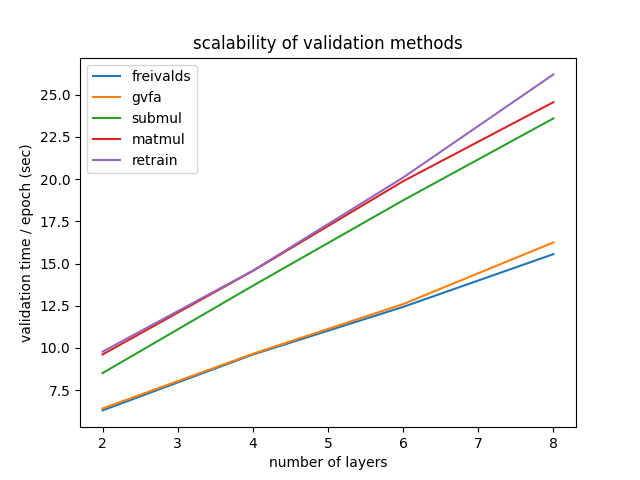 scalability of validation methods
freivalds
gvfa
submul
matmul
retrain
validation time / epoch (sec)
25.0
22.5
20.0
17.5
15.0
12.5
10.0
7.5
2 3 4 5 6 7 8
number of layers